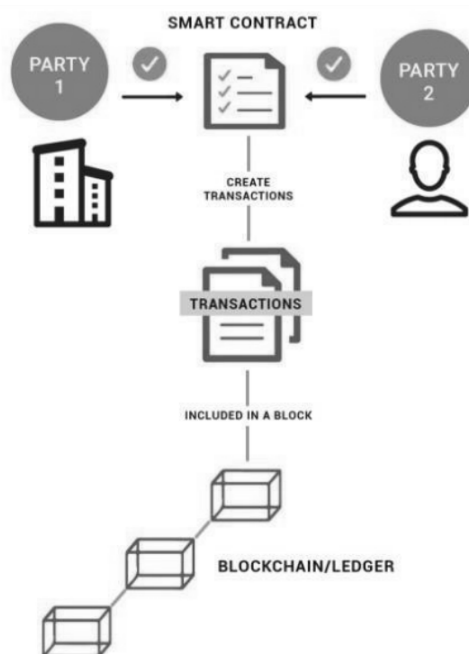 SMART CONTRACT
PARTY
1
PARTY
2
CREATE
TRANSACTIONS
TRANSACTIONS
INCLUDED IN A BLOCK
BLOCKCHAIN/LEDGER